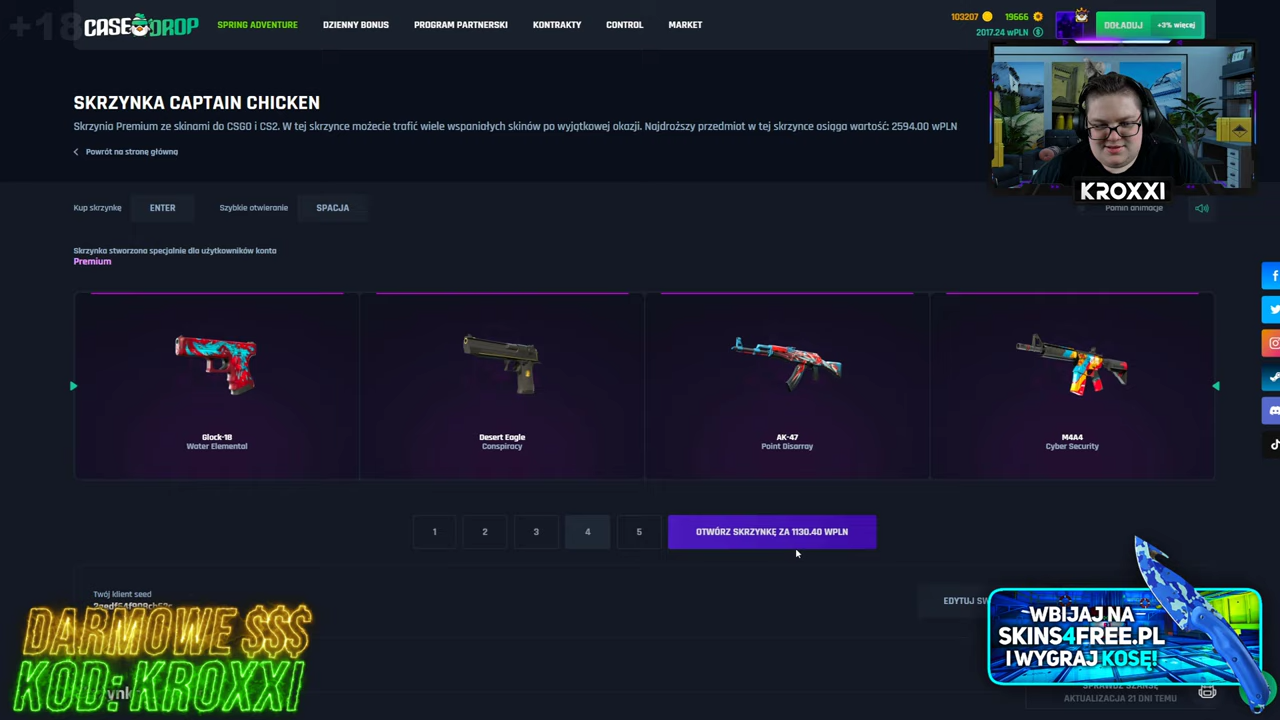 +18
CASE DROP
SPRING ADVENTURE
DZIENNY BONUS
PROGRAM PARTNERSKI
KONTRAKTY
CONTROL
MARKET
103207
19666
2017.24 wPLN
DOŁADUJ
+3% więcej
SKRZYNKA CAPTAIN CHICKEN
Skrzynia Premium ze skinami do CSGO i CS2. W tej skrzynce możecie trafić wiele wspaniałych skinów po wyjątkowej okazji. Najdroższy przedmiot w tej skrzynce osiąga wartość: 2594.00 wPLN
Powrót na stronę główną
KROXXI
Kup skrzynkę
ENTER
Szybkie otwieranie
SPACJA
Pomiń animację
Skrzynka stworzona specjalnie dla użytkowników konta
Premium
Glock-18
Water Elemental
Desert Eagle
Conspiracy
AK-47
Point Disarray
M4A4
Cyber Security
1
2
3
4
5
OTWÓRZ SKRZYNKĘ ZA 1130.40 WPLN
Twój klient seed
EDYTUJ
DARMOWE $$$
KOD: KROXXI
WBIJAJ NA
SKINS4FREE.PL
I WYGRAJ KOSĘ!
SPRAWDŹ SZANSĘ
AKTUALIZACJA 21 DNI TEMU